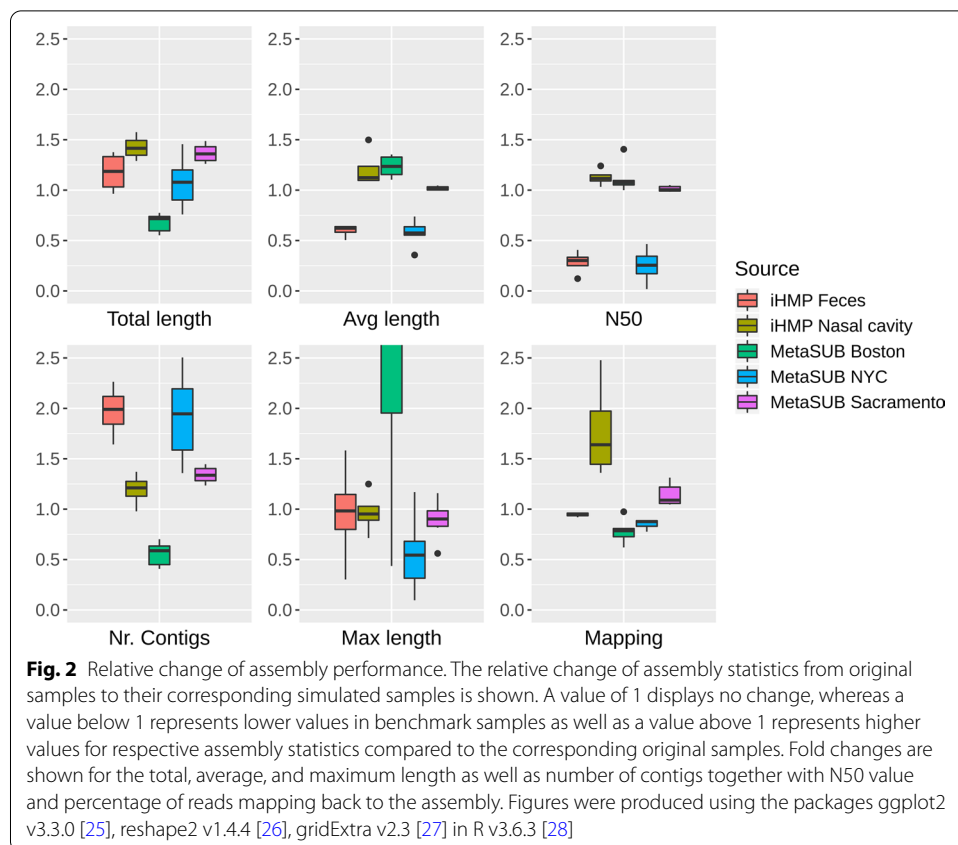 2.5
2.0
1.5
1.0
0.5
0.0
Total length
2.5
2.0
1.5
1.0
0.5
0.0
Avg length
2.5
2.0
1.5
1.0
0.5
0.0
N50
2.5
2.0
1.5
1.0
0.5
0.0
Nr. Contigs
2.5
2.0
1.5
1.0
0.5
0.0
Max length
2.5
2.0
1.5
1.0
0.5
0.0
Mapping
Source
iHMP Feces
iHMP Nasal cavity
MetaSUB Boston
MetaSUB NYC
MetaSUB Sacramento
Fig. 2 Relative change of assembly performance. The relative change of assembly statistics from original
samples to their corresponding simulated samples is shown. A value of 1 displays no change, whereas a
value below 1 represents lower values in benchmark samples as well as a value above 1 represents higher
values for respective assembly statistics compared to the corresponding original samples. Fold changes are
shown for the total, average, and maximum length as well as number of contigs together with N50 value
and percentage of reads mapping back to the assembly. Figures were produced using the packages ggplot2
v3.3.0 [25], reshape2 v1.4.4 [26], gridExtra v2.3 [27] in R v3.6.3 [28]